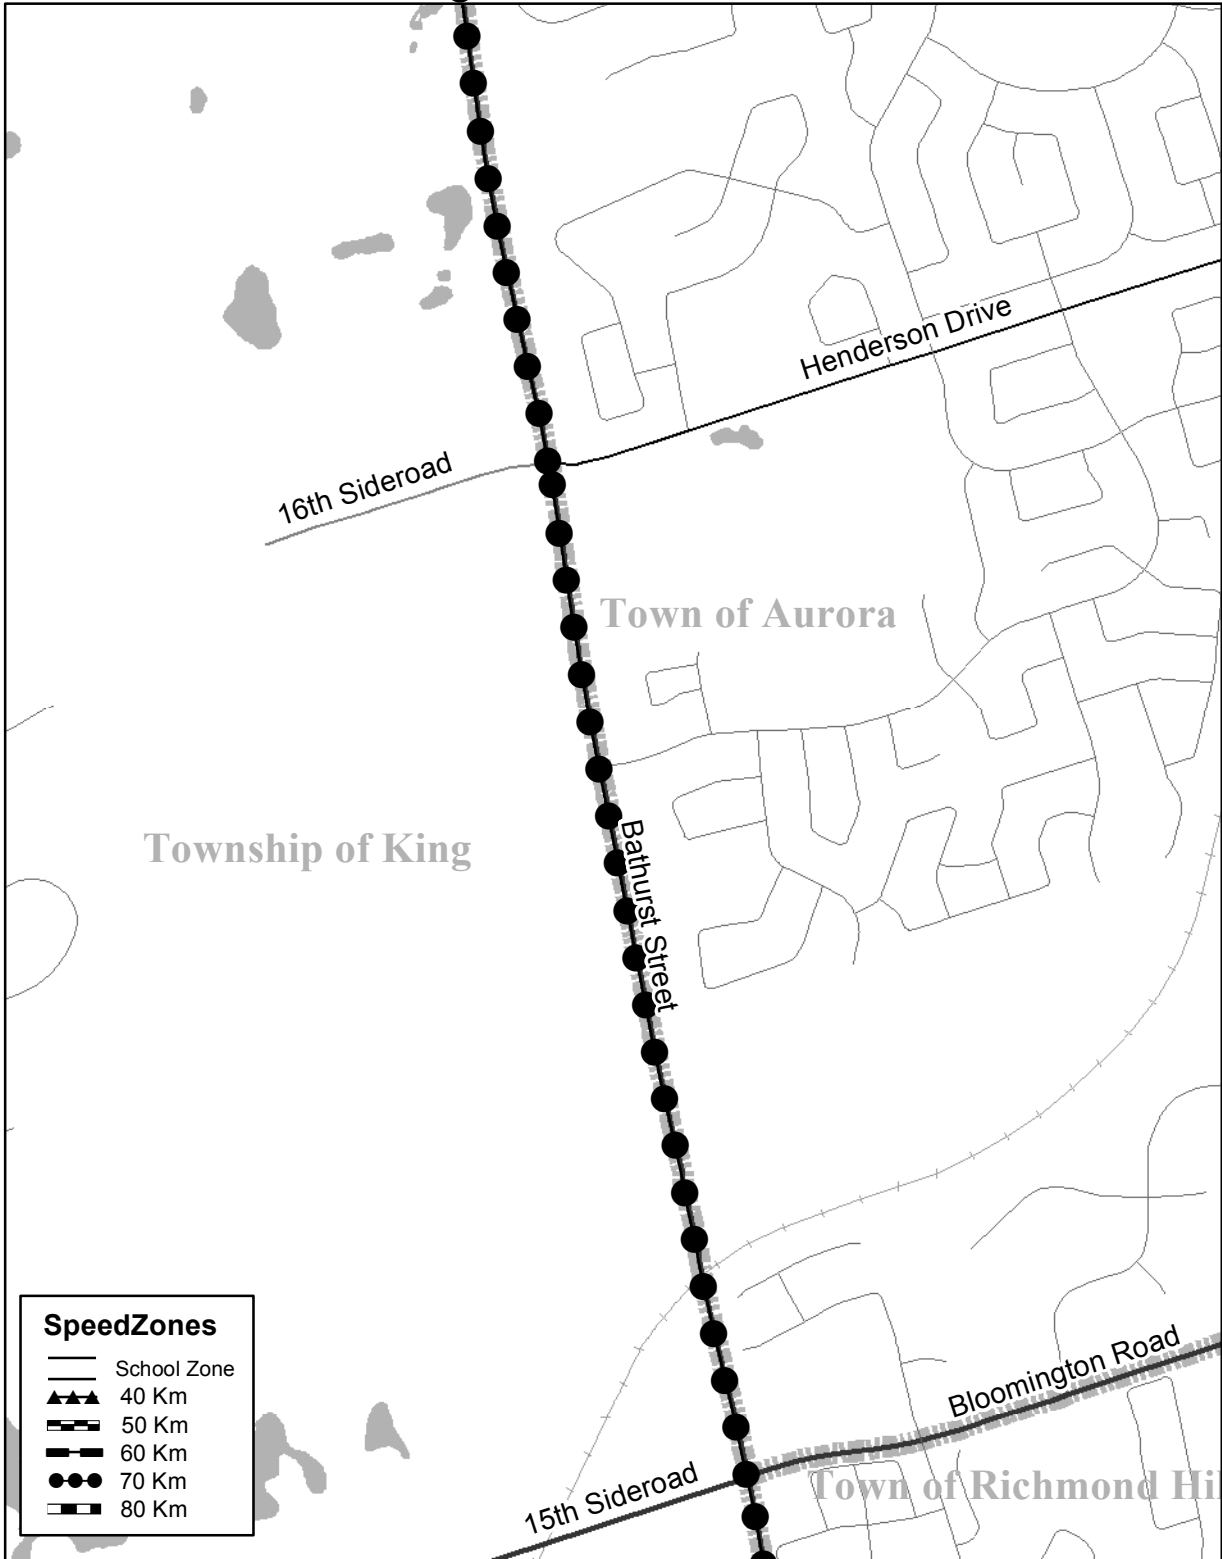 Henderson Drive
16th Sideroad
Town of Aurora
Township of King
Bathurst Street
SpeedZones
School Zone
40 Km
50 Km
60 Km
70 Km
80 Km
Bloomington Road
15th Sideroad
Town of Richmond Hil